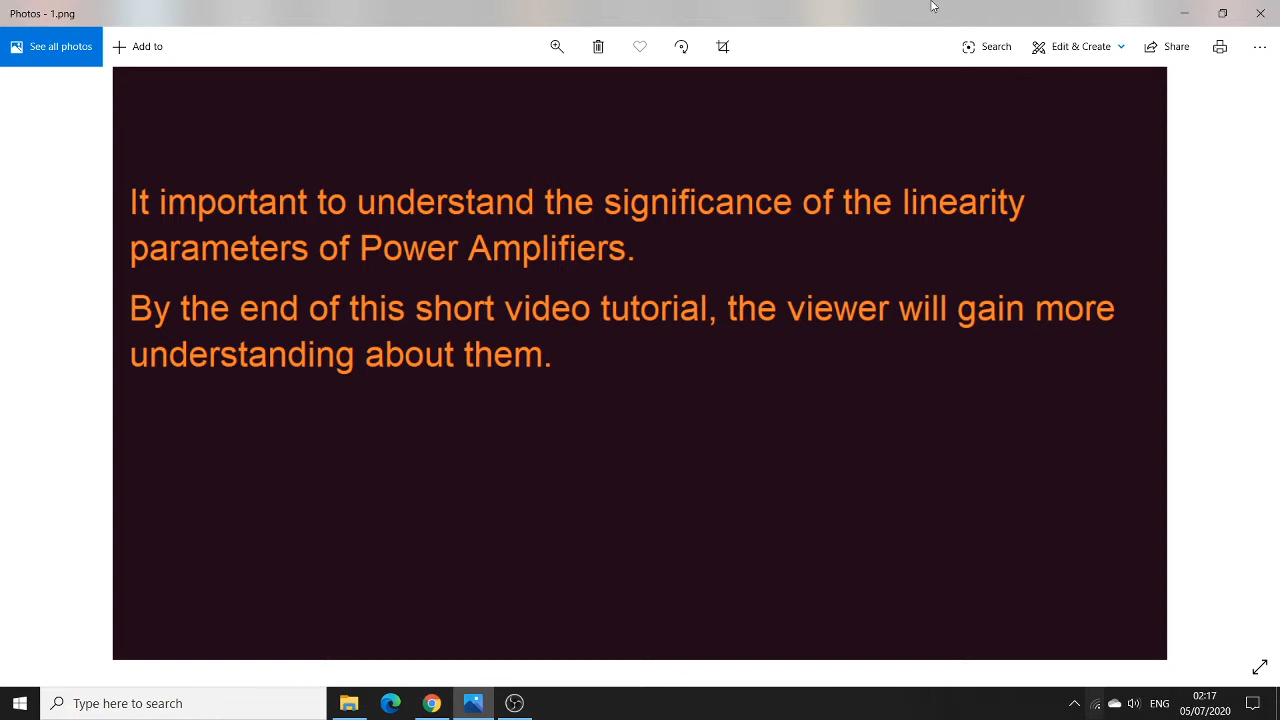 Photos - 1.png
See all photos
Add to
Search
Edit & Create
Share
It important to understand the significance of the linearity
parameters of Power Amplifiers.
By the end of this short video tutorial, the viewer will gain more
understanding about them.
Type here to search
ENG
02:17
05/07/2020